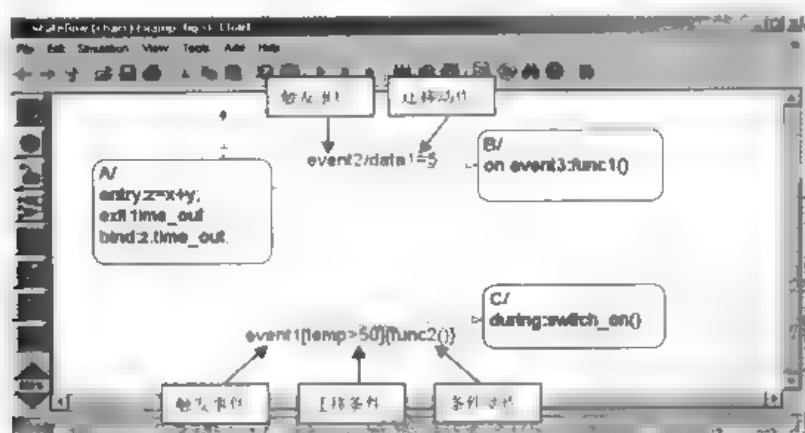 File Edit Simulation View Tools Add Help
触发事件
迁移动作
event2/data1=5
A/
entry:z=x+y;
exit:time_out
bind:z,time_out;
B/
on event3:func1()
C/
during:switch_on()
event1[temp>50]{func2()}
触发事件
迁移条件
条件动作